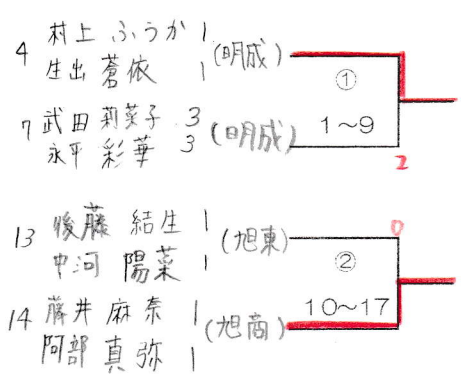 4 村上 ふうか 1
生出 蒼依 1 (明成)
①
7 武田 莉菜子 3
1～9
永平 彩華 3 (明成)
2
13 後藤 結生 1
0
中河 陽菜 1 (旭東)
②
14 藤井 麻奈 1
10～17
阿部 真弥 1 (旭商)